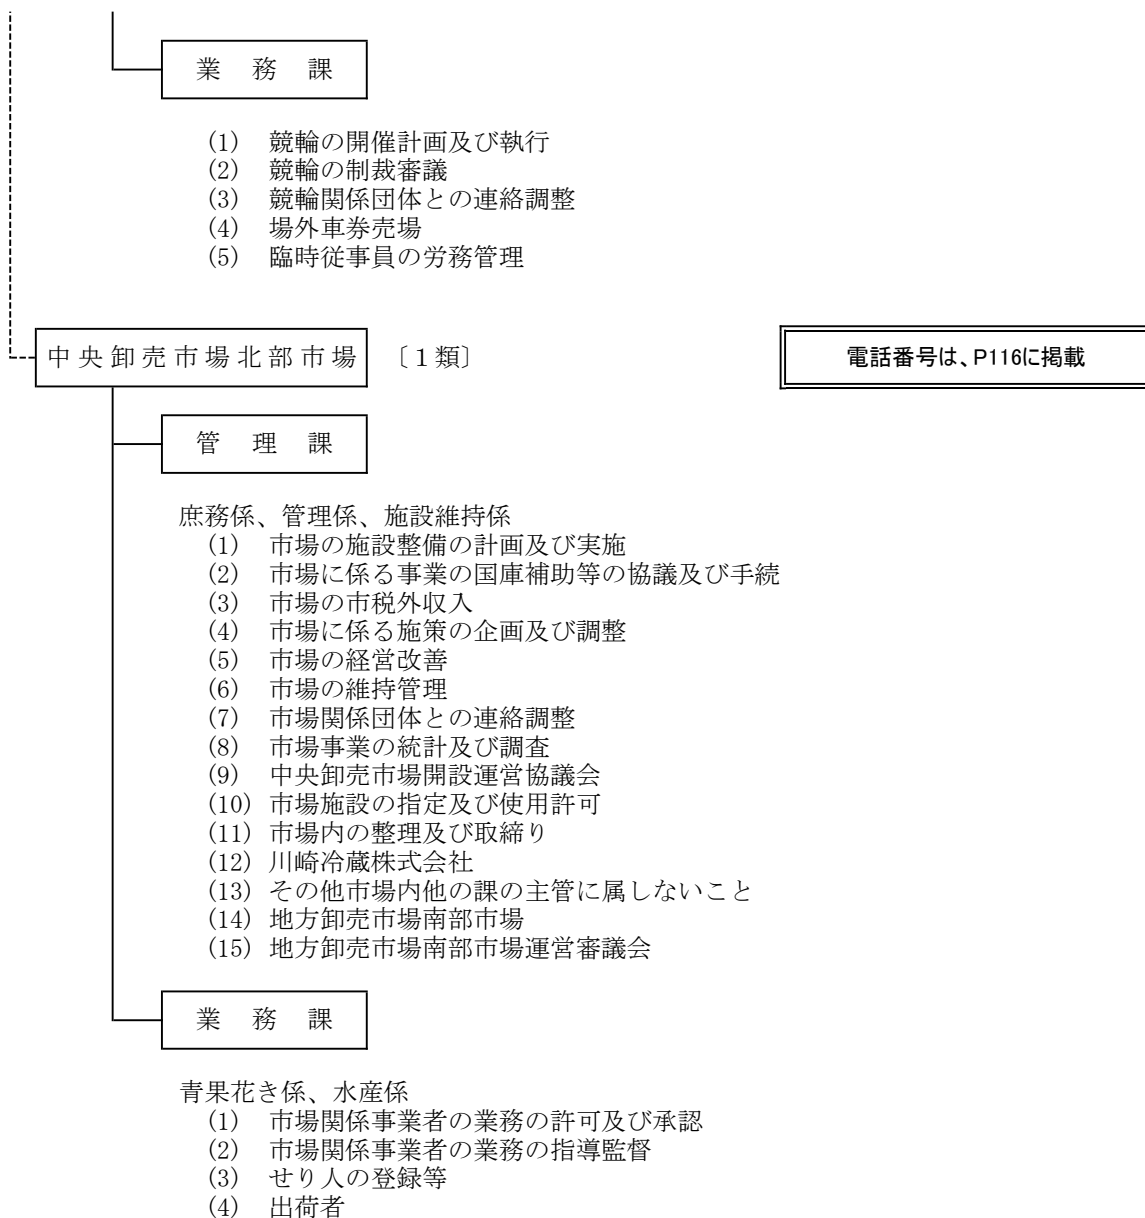 業 務 課
(1) 競輪の開催計画及び執行
(2) 競輪の制裁審議
(3) 競輪関係団体との連絡調整
(4) 場外車券売場
(5) 臨時従事員の労務管理
中央卸売市場北部市場 〔１類〕 電話番号は、P116に掲載
管 理 課
庶務係、管理係、施設維持係
(1) 市場の施設整備の計画及び実施
(2) 市場に係る事業の国庫補助等の協議及び手続
(3) 市場の市税外収入
(4) 市場に係る施策の企画及び調整
(5) 市場の経営改善
(6) 市場の維持管理
(7) 市場関係団体との連絡調整
(8) 市場事業の統計及び調査
(9) 中央卸売市場開設運営協議会
(10) 市場施設の指定及び使用許可
(11) 市場内の整理及び取締り
(12) 川崎冷蔵株式会社
(13) その他市場内他の課の主管に属しないこと
(14) 地方卸売市場南部市場
(15) 地方卸売市場南部市場運営審議会
業 務 課
青果花き係、水産係
(1) 市場関係事業者の業務の許可及び承認
(2) 市場関係事業者の業務の指導監督
(3) せり人の登録等
(4) 出荷者